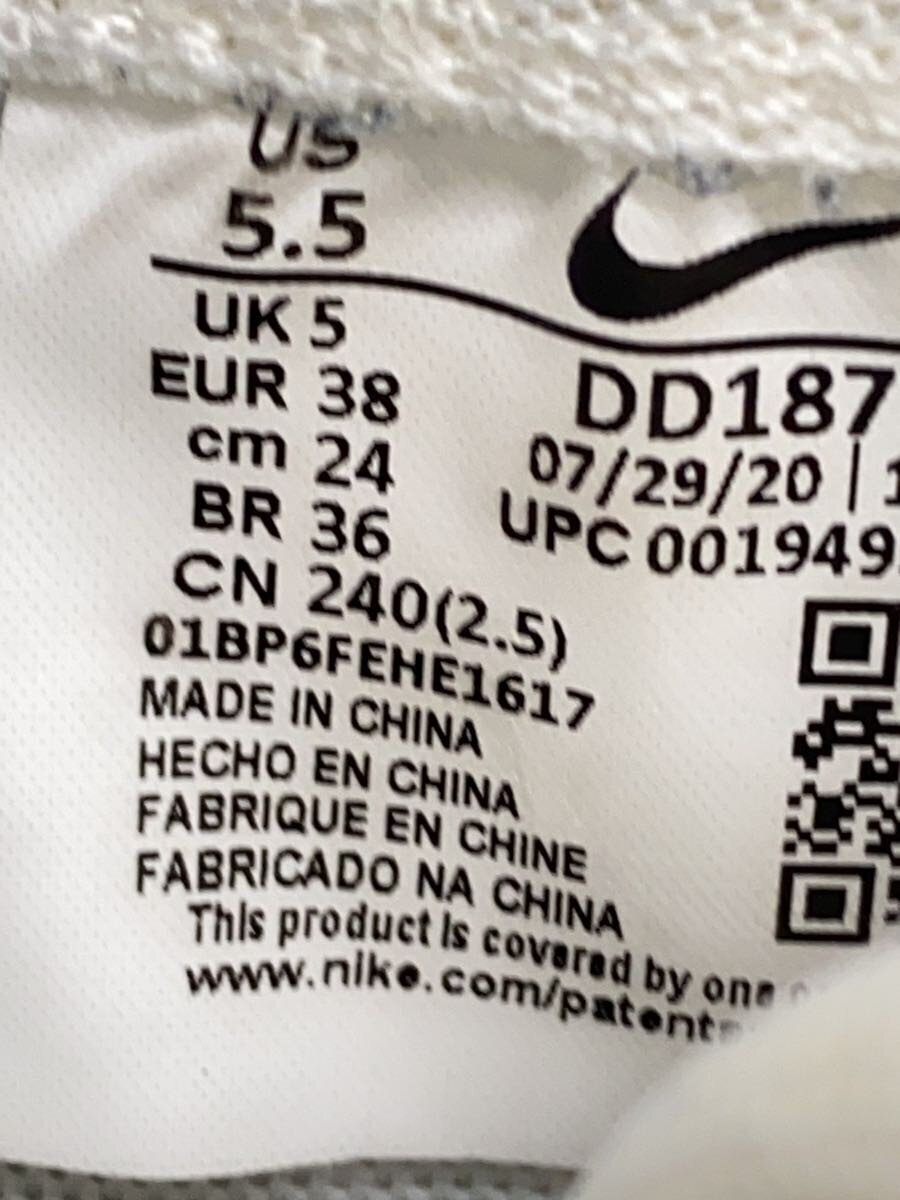 US
5.5
UK 5
EUR 38
cm 24
BR 36
CN 240(2.5)
01BP6FEHE1617
MADE IN CHINA
HECHO EN CHINA
FABRIQUE EN CHINE
FABRICADO NA CHINA
This product is covered by one
www.nike.com/patents
DD187
07/29/20 | 1
UPC 001949